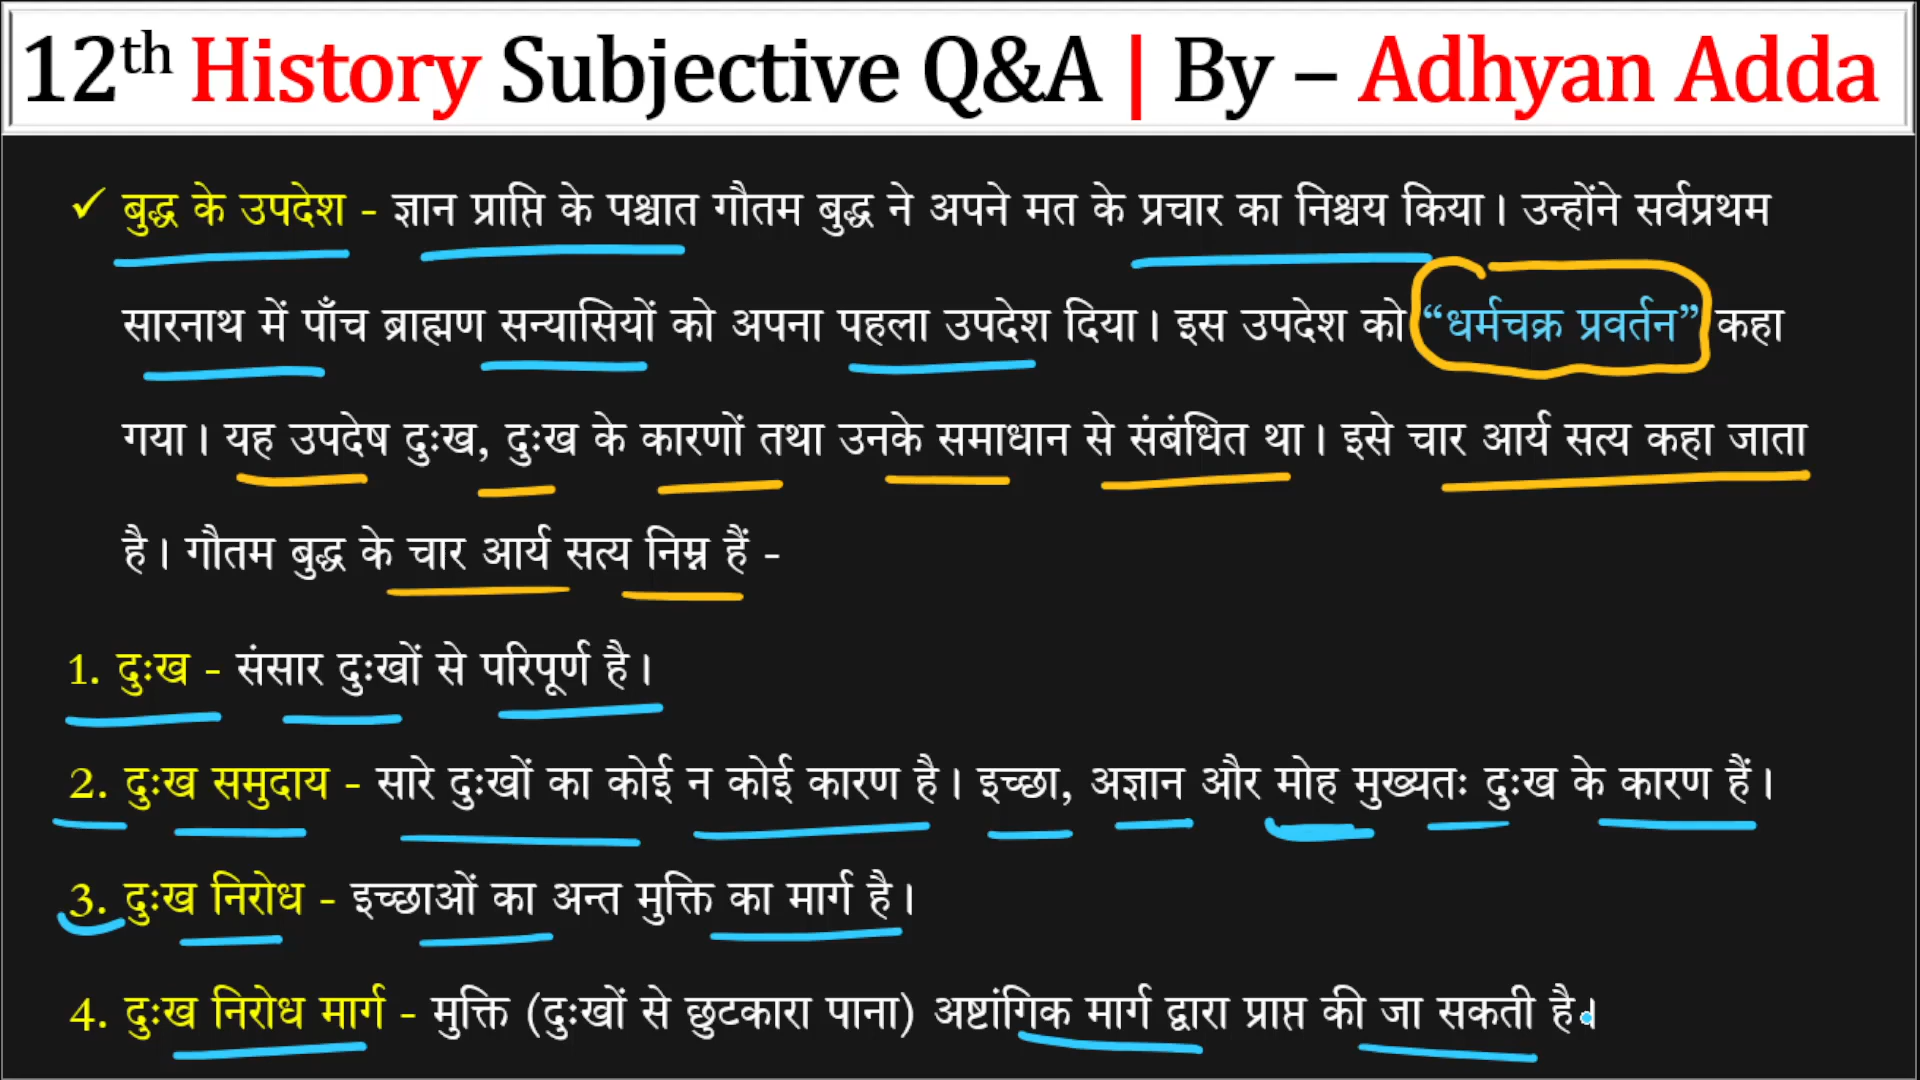 12th History Subjective Q&A | By – Adhyan Adda
✓ बुद्ध के उपदेश - ज्ञान प्राप्ति के पश्चात गौतम बुद्ध ने अपने मत के प्रचार का निश्चय किया। उन्होंने सर्वप्रथम
सारनाथ में पाँच ब्राह्मण सन्यासियों को अपना पहला उपदेश दिया। इस उपदेश को “धर्मचक्र प्रवर्तन” कहा
गया। यह उपदेष दुःख, दुःख के कारणों तथा उनके समाधान से संबंधित था। इसे चार आर्य सत्य कहा जाता
है। गौतम बुद्ध के चार आर्य सत्य निम्न हैं -
1. दुःख - संसार दुःखों से परिपूर्ण है।
2. दुःख समुदाय - सारे दुःखों का कोई न कोई कारण है। इच्छा, अज्ञान और मोह मुख्यतः दुःख के कारण हैं।
3. दुःख निरोध - इच्छाओं का अन्त मुक्ति का मार्ग है।
4. दुःख निरोध मार्ग - मुक्ति (दुःखों से छुटकारा पाना) अष्टांगिक मार्ग द्वारा प्राप्त की जा सकती है।